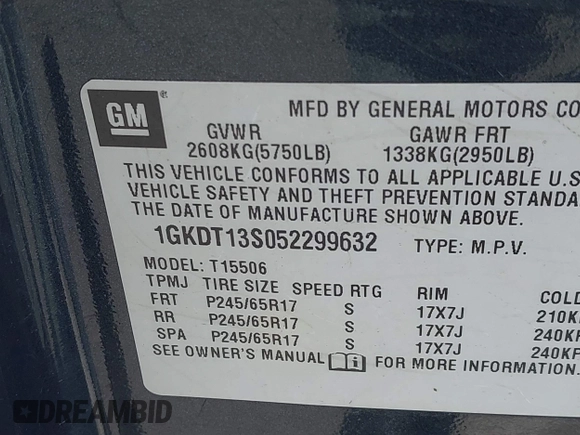 GM
MFD BY GENERAL MOTORS CO
GVWR GAWR FRT
2608KG(5750LB) 1338KG(2950LB)
THIS VEHICLE CONFORMS TO ALL APPLICABLE U.S
VEHICLE SAFETY AND THEFT PREVENTION STANDA
THE DATE OF MANUFACTURE SHOWN ABOVE.
1GKDT13S052299632 TYPE: M.P.V.
MODEL: T15506
TPMJ TIRE SIZE SPEED RTG RIM COLD
FRT P245/65R17 S 17X7J 210K
RR P245/65R17 S 17X7J 240KP
SPA P245/65R17 S 17X7J 240KP
SEE OWNER'S MANUAL FOR MORE INFORMATION.
DREAMBID